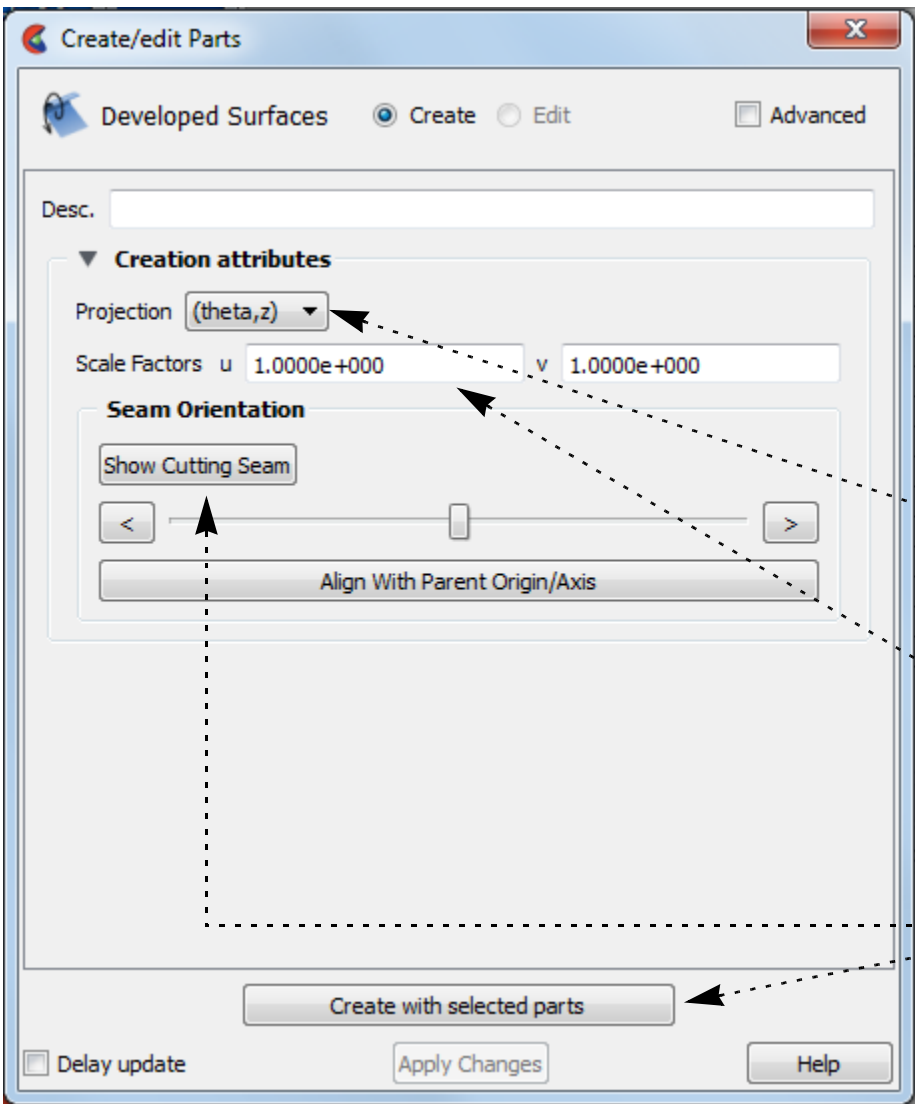 Create/edit Parts
Developed Surfaces Create Edit Advanced
Desc.
Creation attributes
Projection (theta,z)
Scale Factors u 1.0000e+000 v 1.0000e+000
Seam Orientation
Show Cutting Seam
< >
Align With Parent Origin/Axis
Create with selected parts
Delay update Apply Changes Help